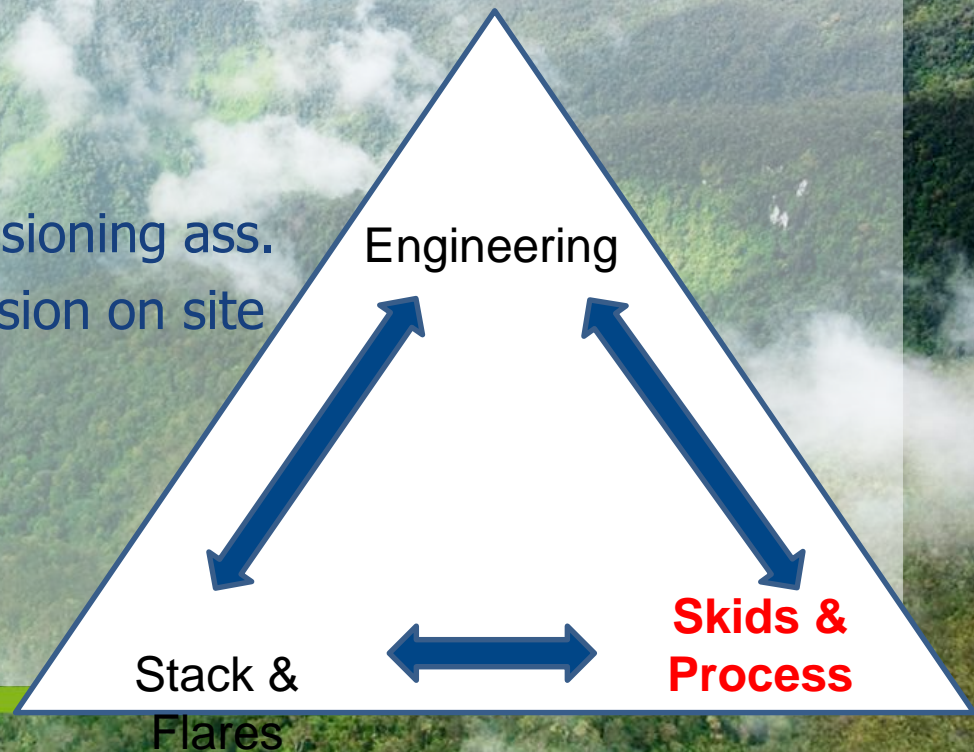 sioning ass.
sion on site
Engineering
Stack &
Flares
Skids &
Process